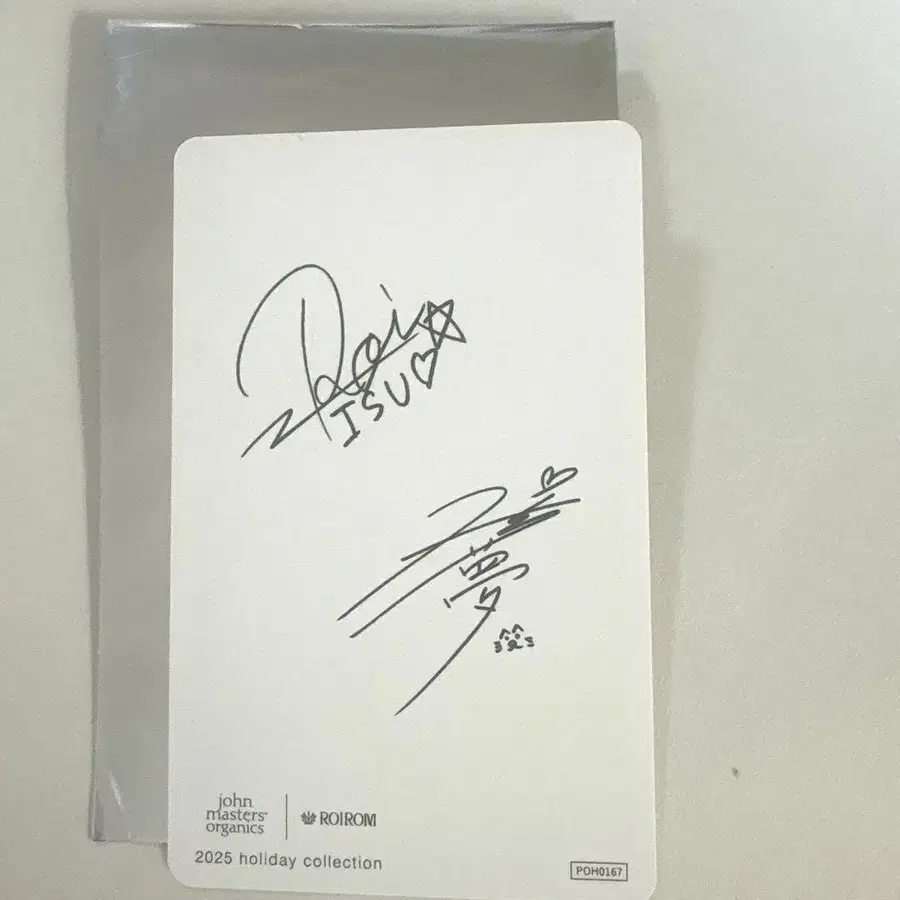 Roi
ISU
夢
john
masters
organics
ROIROM
2025 holiday collection
POH0167